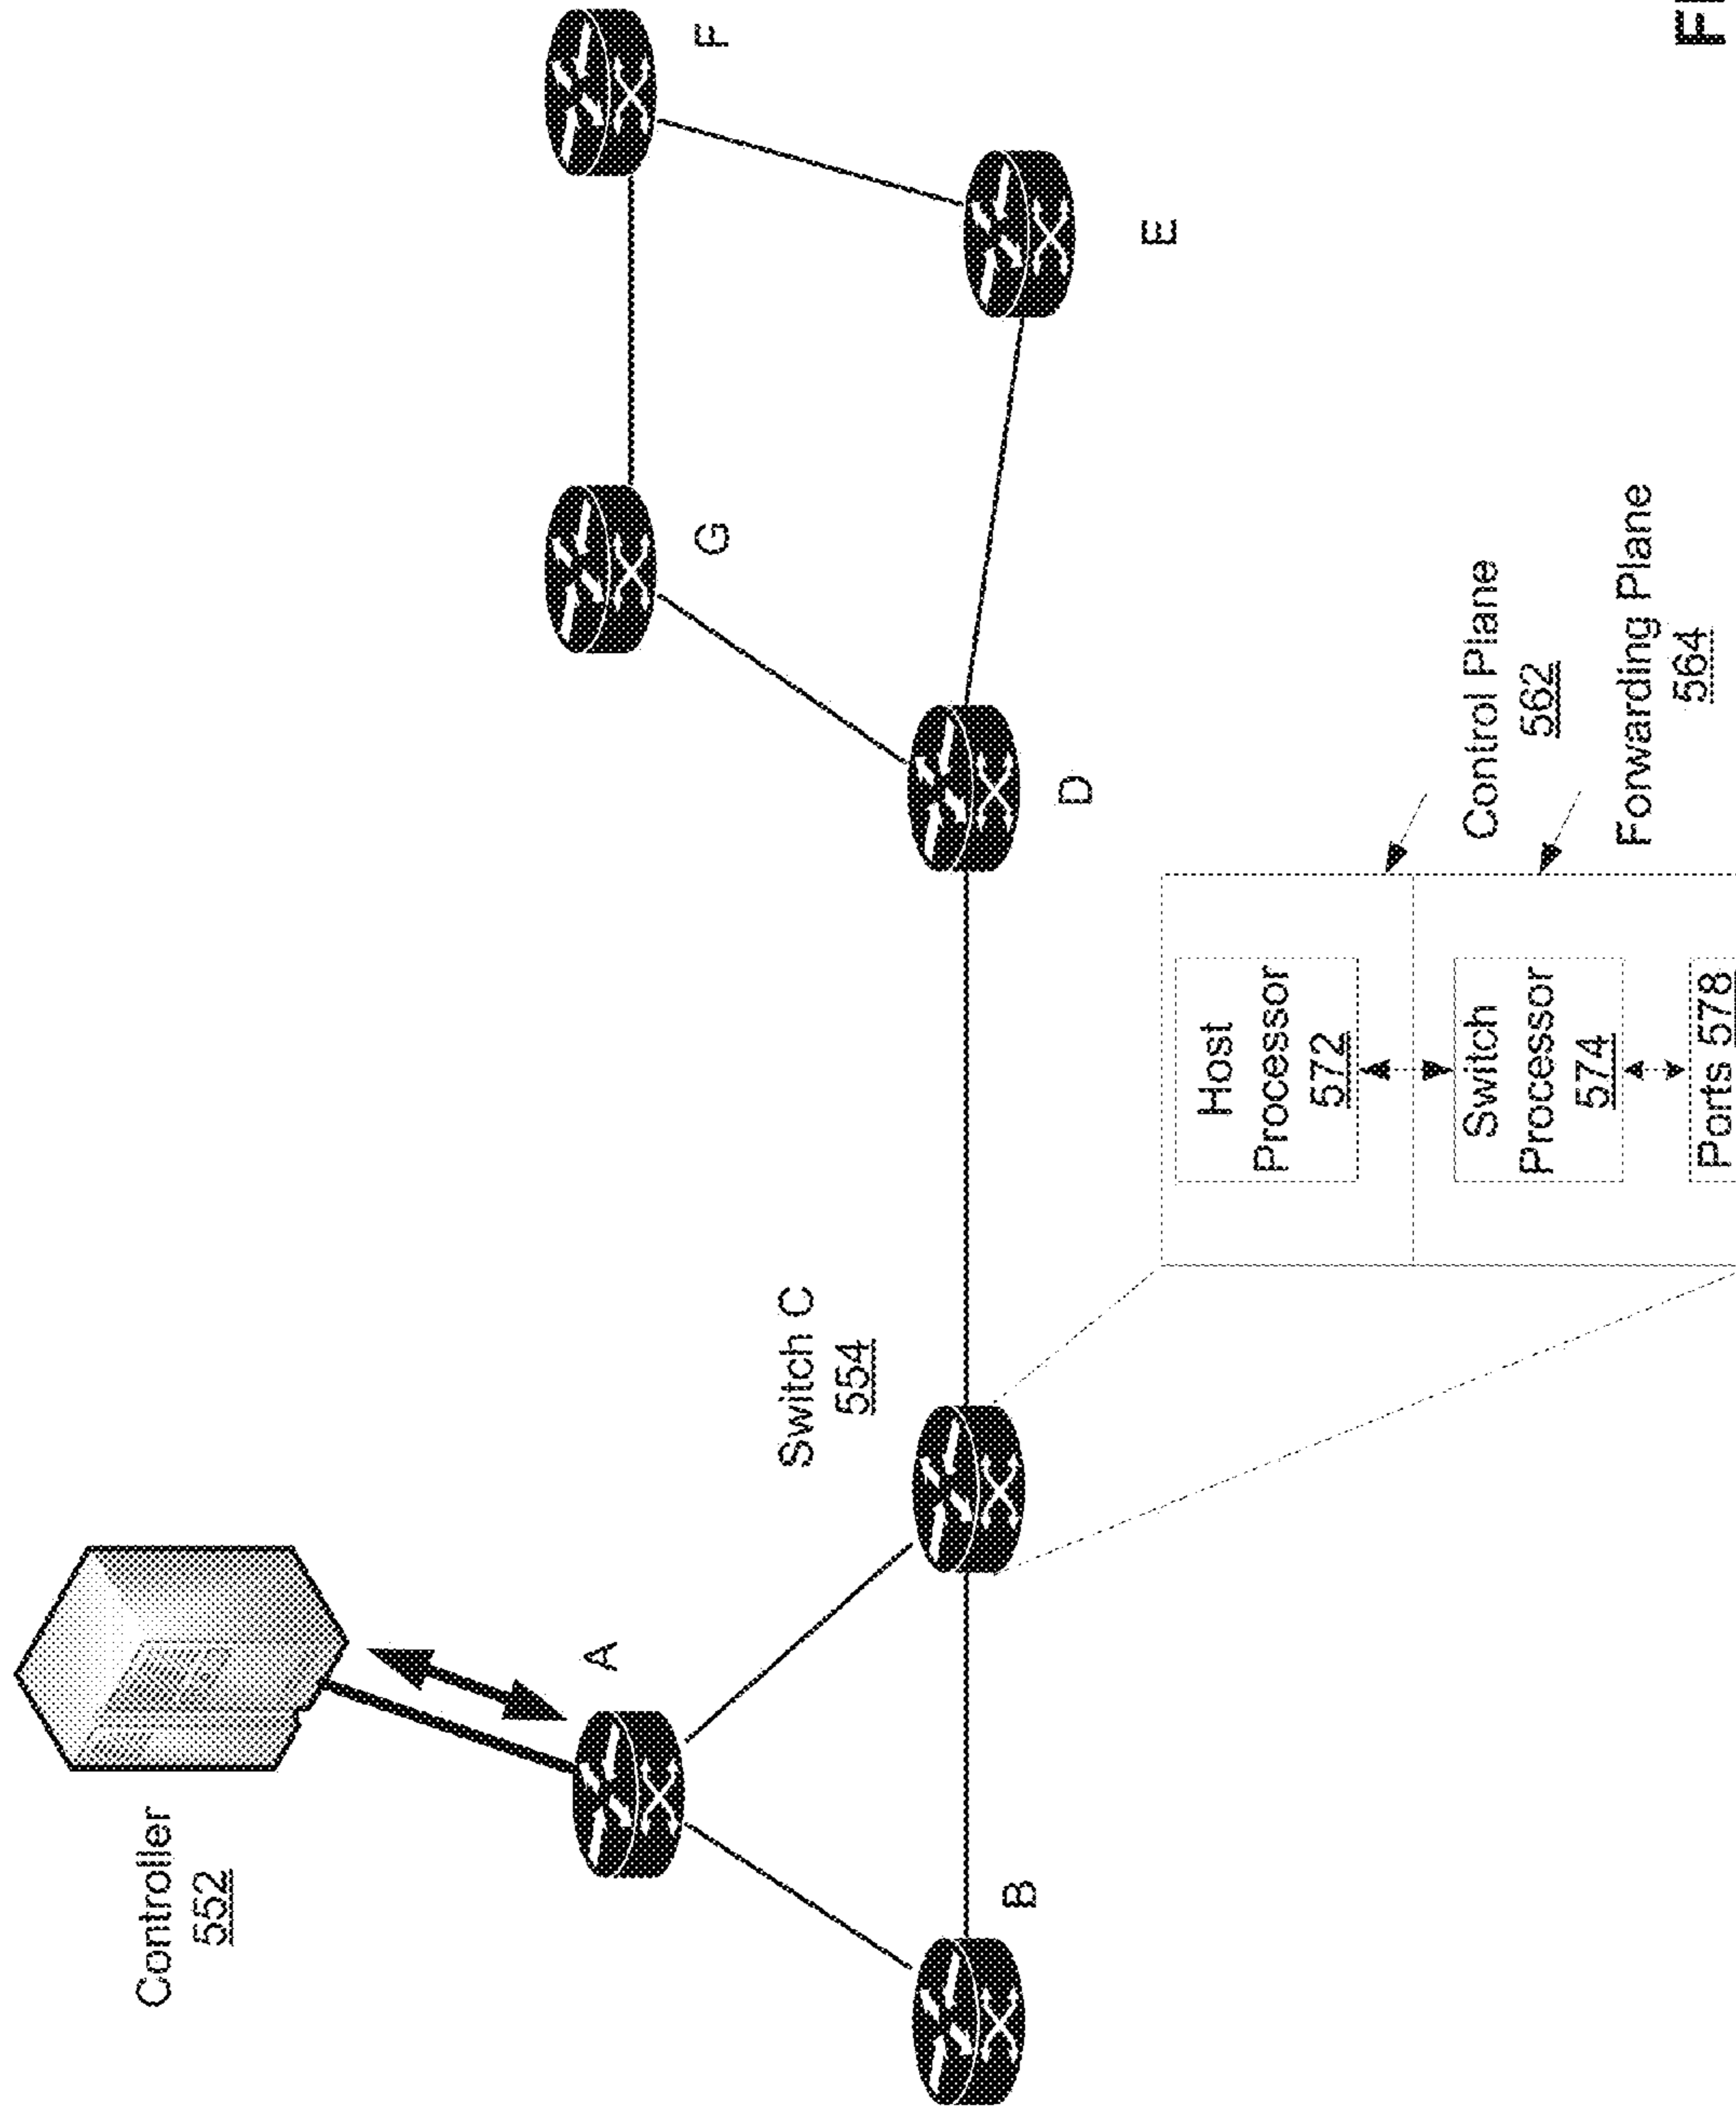 Controller
552
A
B
Switch C
554
D
G
F
E
Host
Processor
572
Switch
Processor
574
Ports 578
Control Plane
562
Forwarding Plane
564